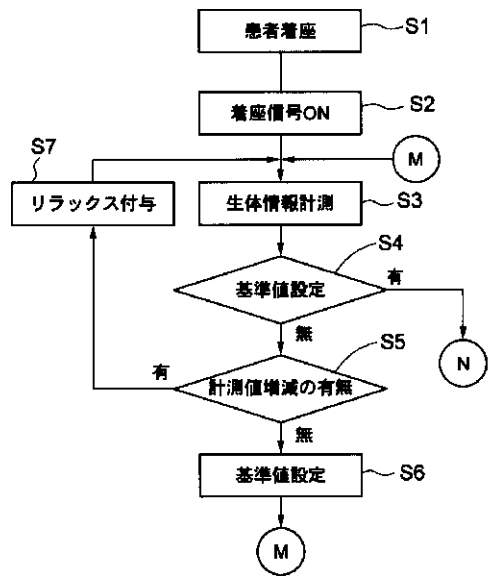 患者着座
S1
着座信号ON
S2
S7
M
リラックス付与
生体情報計測
S3
S4
基準値設定
有
無
N
S5
有
計測値増減の有無
無
基準値設定
S6
M